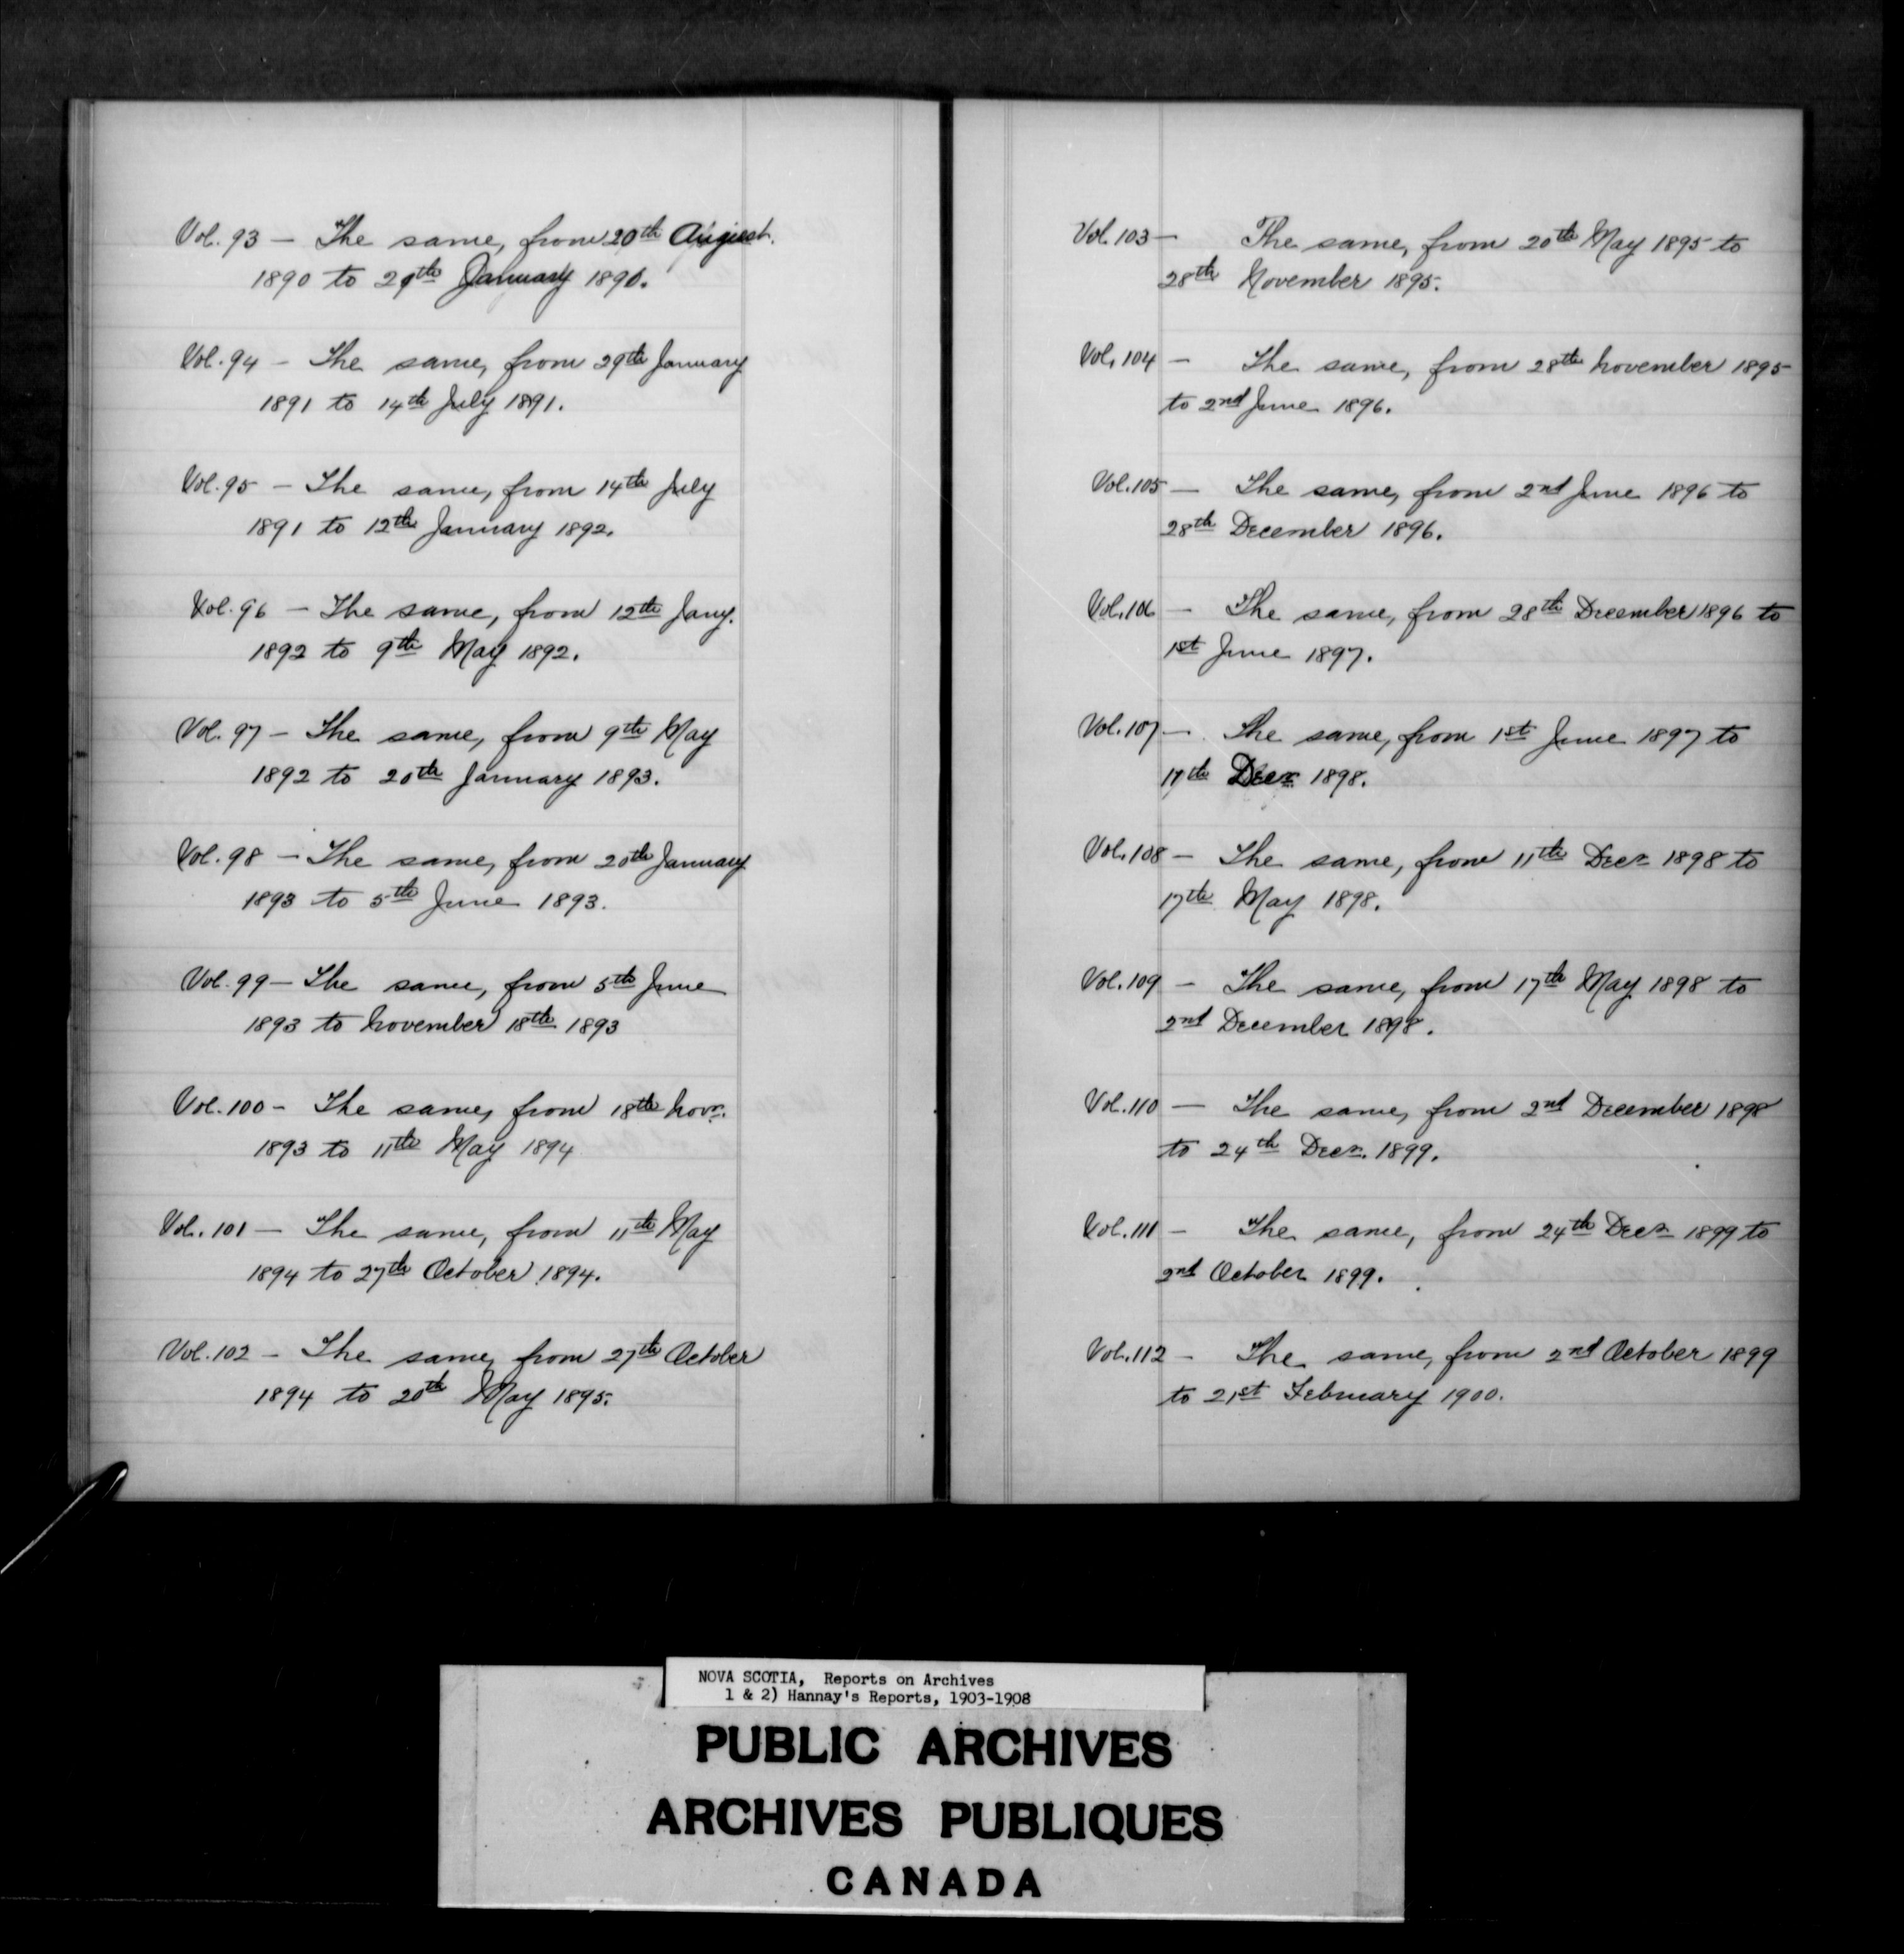 Vol. 93 — The same, from 20th August
1890 to 29th January 1890.
Vol. 94 — The same, from 29th January
1891 to 14th July 1891.
Vol. 95 — The same, from 14th July
1891 to 12th January 1892.
Vol. 96 — The same, from 12th Jany.
1892 to 9th May 1892.
Vol. 97 — The same, from 9th May
1892 to 20th January 1893.
Vol. 98 — The same, from 20th January
1893 to 5th June 1893.
Vol. 99 — The same, from 5th June
1893 to November 18th 1893
Vol. 100 — The same, from 18th Novr.
1893 to 11th May 1894
Vol. 101 — The same, from 11th May
1894 to 27th October 1894.
Vol. 102 — The same, from 27th October
1894 to 20th May 1895.
Vol. 103 — The same, from 20th May 1895 to
28th November 1895.
Vol. 104 — The same, from 28th November 1895
to 2nd June 1896.
Vol. 105 — The same, from 2nd June 1896 to
28th December 1896.
Vol. 106 — The same, from 28th December 1896 to
1st June 1897.
Vol. 107 — The same, from 1st June 1897 to
Decr 1898.
Vol. 108 — The same, from 11th Decr 1898 to
17th May 1898.
Vol. 109 — The same, from 17th May 1898 to
2nd December 1898.
Vol. 110 — The same, from 2nd December 1898
to 24th Decr. 1899.
Vol. 111 — The same, from 24th Decr 1899 to
2nd October 1899.
Vol. 112 — The same, from 2nd October 1899
to 21st February 1900.
NOVA SCOTIA, Reports on Archives
1 & 2) Hannay's Reports, 1903-1908
PUBLIC ARCHIVES
ARCHIVES PUBLIQUES
CANADA